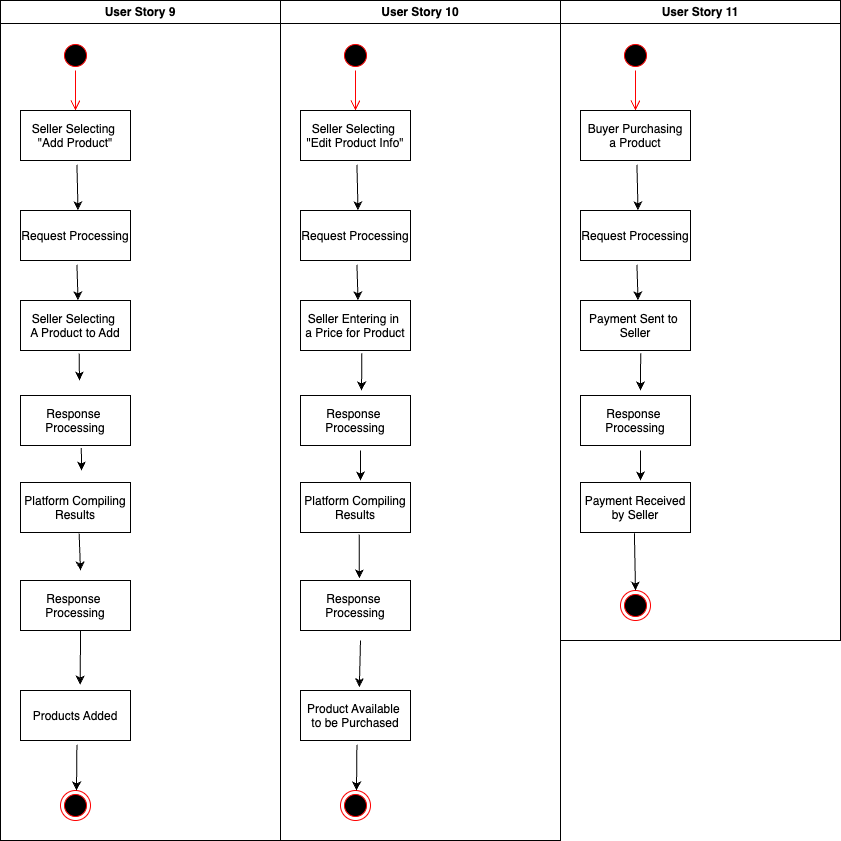 User Story 9
Seller Selecting
"Add Product"
Request Processing
Seller Selecting
A Product to Add
Response
Processing
Platform Compiling
Results
Response
Processing
Products Added
User Story 10
Seller Selecting
"Edit Product Info"
Request Processing
Seller Entering in
a Price for Product
Response
Processing
Platform Compiling
Results
Response
Processing
Product Available
to be Purchased
User Story 11
Buyer Purchasing
a Product
Request Processing
Payment Sent to
Seller
Response
Processing
Payment Received
by Seller